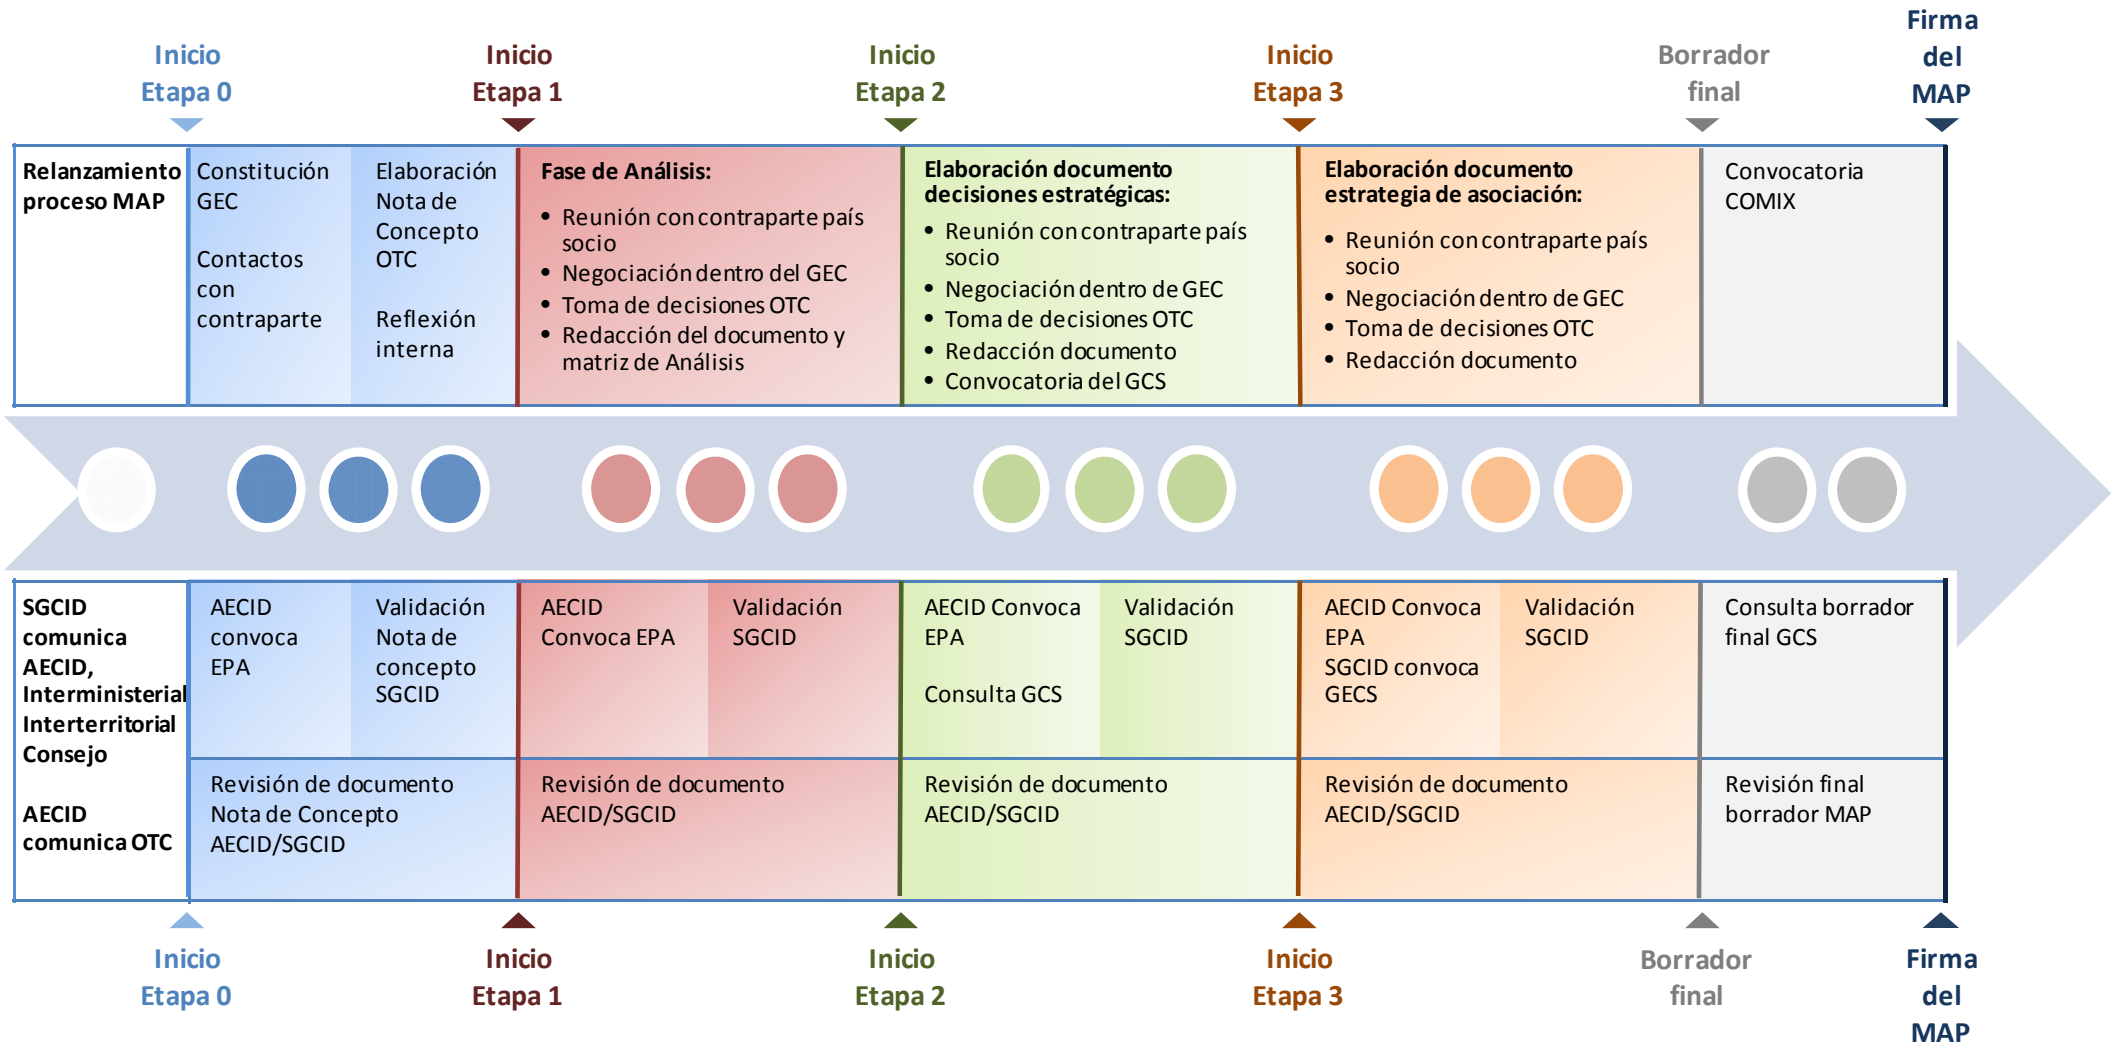 Inicio
Etapa 0
Inicio
Etapa 1
Inicio
Etapa 2
Inicio
Etapa 3
Borrador
final
Firma
del
MAP
Relanzamiento
proceso MAP
Constitución
GEC
Contactos
con
contraparte
Elaboración
Nota de
Concepto
OTC
Reflexión
interna
Fase de Análisis:
• Reunión con contraparte país
socio
• Negociación dentro del GEC
• Toma de decisiones OTC
• Redacción del documento y
matriz de Análisis
Elaboración documento
decisiones estratégicas:
• Reunión con contraparte país
socio
• Negociación dentro de GEC
• Toma de decisiones OTC
• Redacción documento
• Convocatoria del GCS
Elaboración documento
estrategia de asociación:
• Reunión con contraparte país
socio
• Negociación dentro de GEC
• Toma de decisiones OTC
• Redacción documento
Convocatoria
COMIX
SGCID
comunica
AECID,
Interministerial
Interterritorial
Consejo
AECID
comunica OTC
AECID
convoca
EPA
Validación
Nota de
concepto
SGCID
Revisión de documento
Nota de Concepto
AECID/SGCID
AECID
Convoca EPA
Validación
SGCID
Revisión de documento
AECID/SGCID
AECID Convoca
EPA
Consulta GCS
Validación
SGCID
Revisión de documento
AECID/SGCID
AECID Convoca
EPA
SGCID convoca
GECS
Validación
SGCID
Revisión de documento
AECID/SGCID
Consulta borrador
final GCS
Revisión final
borrador MAP
Inicio
Etapa 0
Inicio
Etapa 1
Inicio
Etapa 2
Inicio
Etapa 3
Borrador
final
Firma
del
MAP